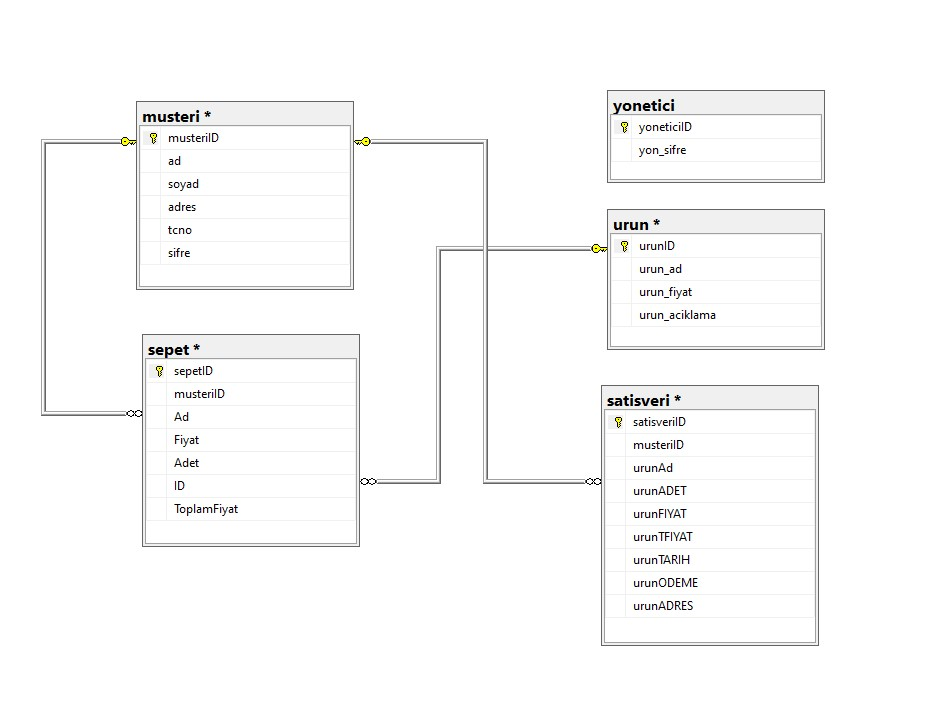 musteri *
musteriID
ad
soyad
adres
tcno
sifre
sepet *
sepetID
musteriID
Ad
Fiyat
Adet
ID
ToplamFiyat
yonetici
yoneticiID
yon_sifre
urun *
urunID
urun_ad
urun_fiyat
urun_aciklama
satisveri *
satisveriID
musteriID
urunAd
urunADET
urunFIYAT
urunTFIYAT
urunTARIH
urunODEME
urunADRES